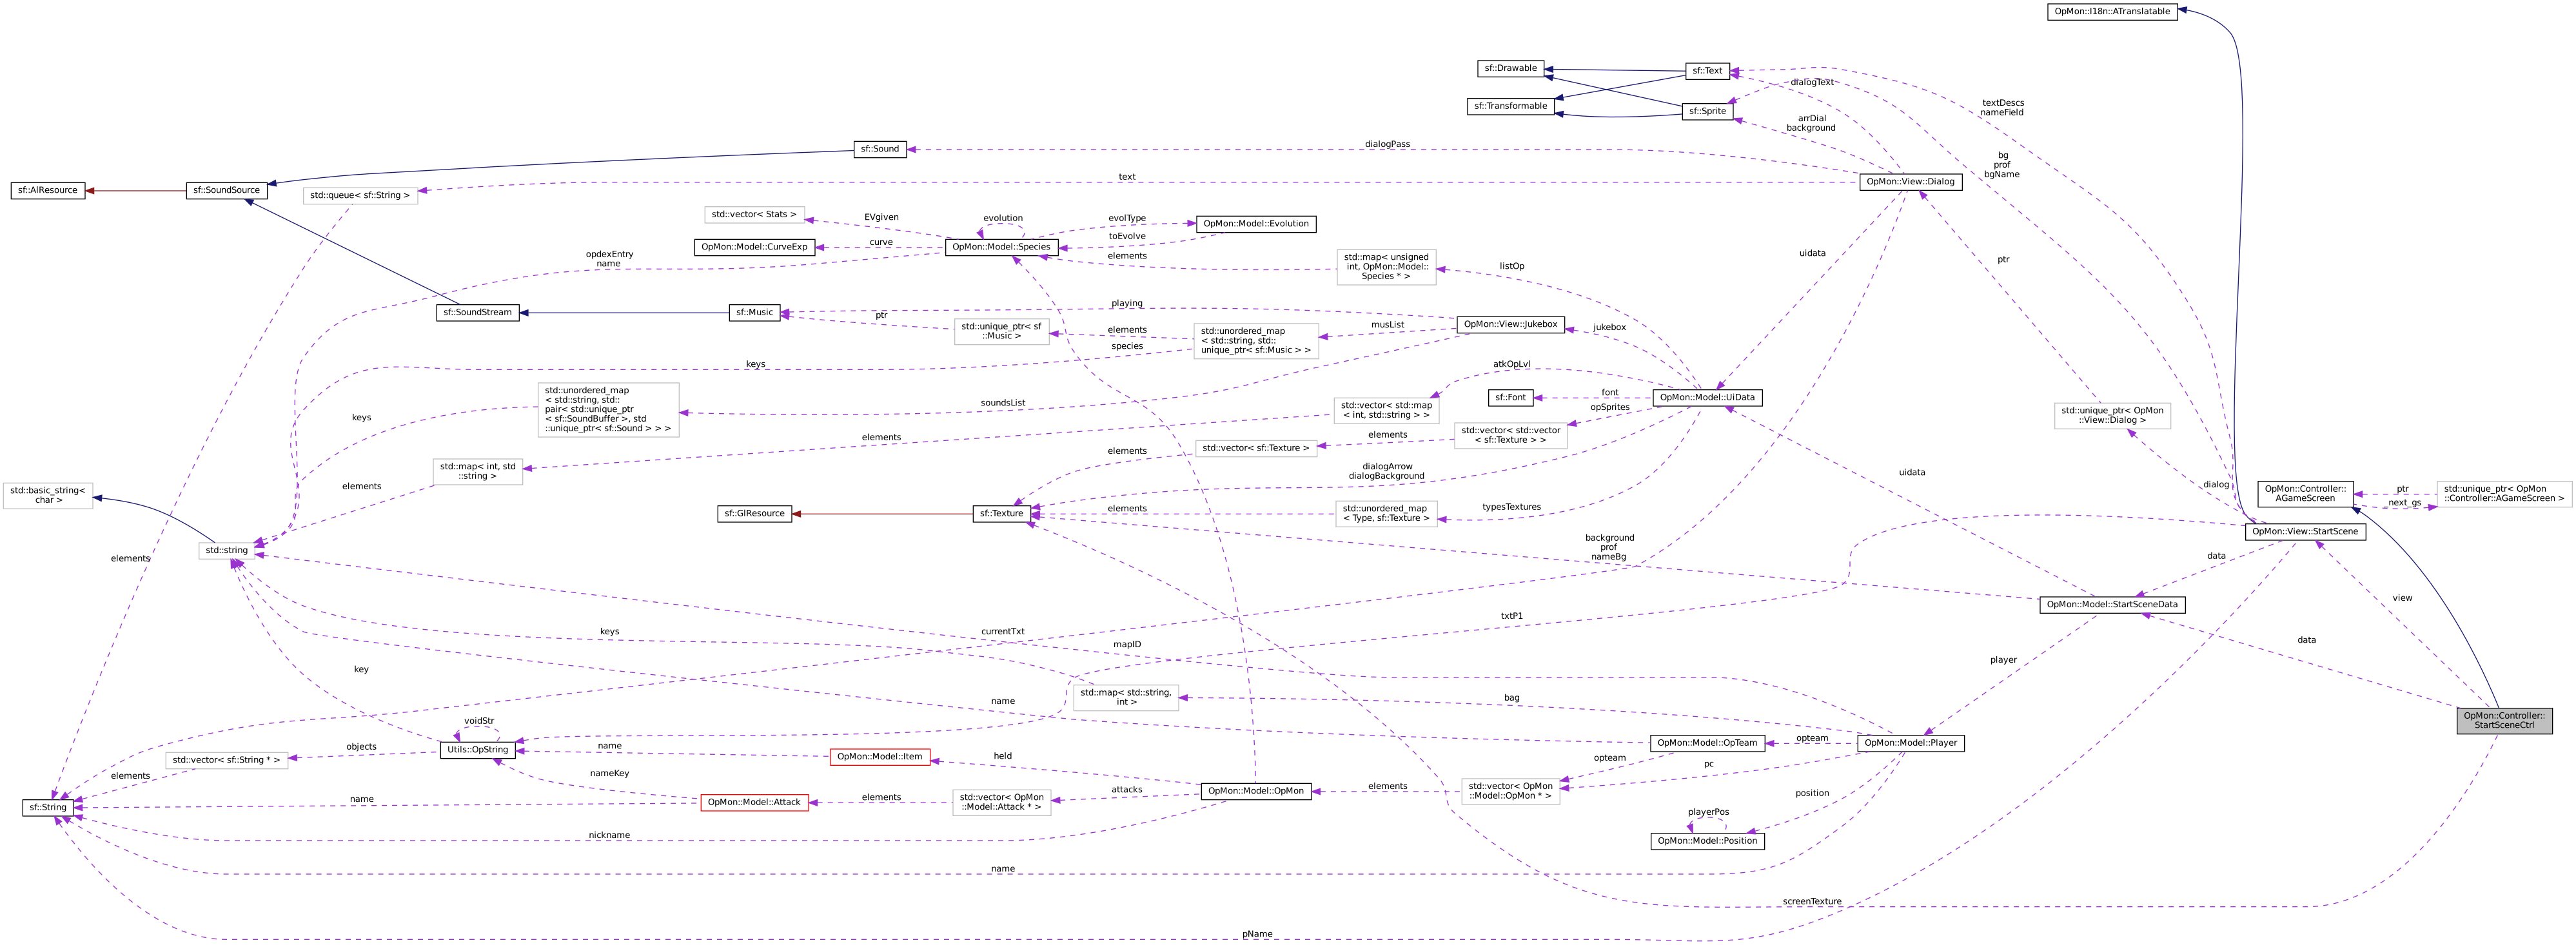 OpMon::I18n::ATranslatable
sf::Drawable
sf::Text
dialogText
textDescs
nameField
sf::Transformable
sf::Sprite
arrDial
background
sf::Sound
dialogPass
bg
prof
bgName
sf::AlResource
sf::SoundSource
std::queue< sf::String >
text
OpMon::View::Dialog
std::vector< Stats >
EVgiven
evolution
evolType
OpMon::Model::Evolution
OpMon::Model::CurveExp
curve
OpMon::Model::Species
toEvolve
opdexEntry
name
elements
std::map< unsigned
int, OpMon::Model::
Species * >
listOp
uidata
ptr
sf::SoundStream
sf::Music
playing
ptr
std::unique_ptr< sf
::Music >
elements
std::unordered_map
< std::string, std::
unique_ptr< sf::Music > >
musList
OpMon::View::Jukebox
jukebox
species
keys
atkOpLvl
std::unordered_map
< std::string, std::
pair< std::unique_ptr
< sf::SoundBuffer >, std
::unique_ptr< sf::Sound > > >
keys
soundsList
std::vector< std::map
< int, std::string > >
sf::Font
font
OpMon::Model::UiData
opSprites
std::unique_ptr< OpMon
::View::Dialog >
elements
std::vector< sf::Texture >
elements
std::vector< std::vector
< sf::Texture > >
std::map< int, std
::string >
elements
elements
dialogArrow
dialogBackground
uidata
dialog
std::basic_string<
char >
OpMon::Controller::
AGameScreen
ptr
next_gs
std::unique_ptr< OpMon
::Controller::AGameScreen >
sf::GlResource
sf::Texture
elements
std::unordered_map
< Type, sf::Texture >
typesTextures
OpMon::View::StartScene
std::string
elements
background
prof
nameBg
data
view
OpMon::Model::StartSceneData
keys
currentTxt
mapID
txtP1
data
key
player
std::map< std::string,
int >
name
bag
OpMon::Controller::
StartSceneCtrl
voidStr
Utils::OpString
objects
std::vector< sf::String * >
name
OpMon::Model::Item
held
OpMon::Model::OpTeam
opteam
OpMon::Model::Player
opteam
pc
elements
nameKey
sf::String
name
OpMon::Model::Attack
elements
std::vector< OpMon
::Model::Attack * >
attacks
OpMon::Model::OpMon
elements
std::vector< OpMon
::Model::OpMon * >
position
nickname
playerPos
OpMon::Model::Position
name
screenTexture
pName